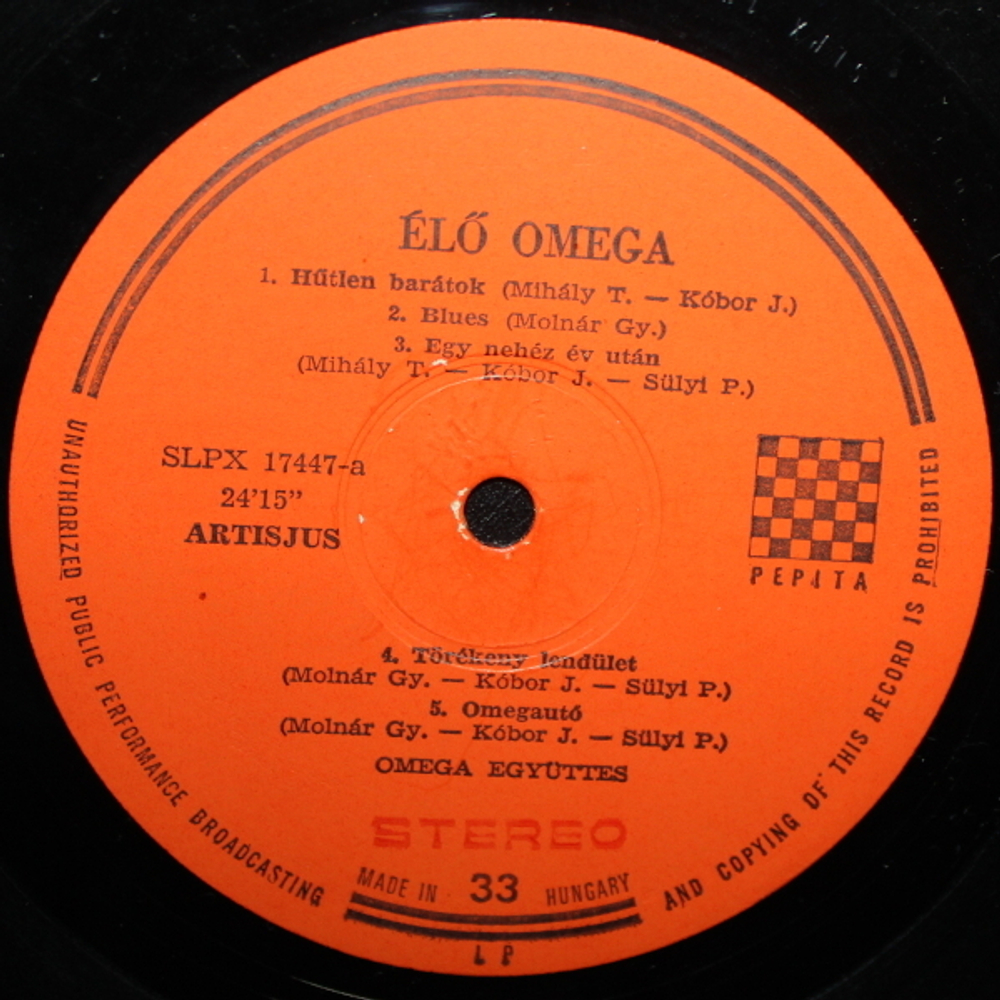 ÉLŐ OMEGA
1. Hűtlen barátok (Mihály T. — Kóbor J.)
2. Blues (Molnár Gy.)
3. Egy nehéz év után
(Mihály T. — Kóbor J. — Sülyi P.)
SLPX 17447-a
24'15”
ARTISJUS
PEPITA
4. Törékeny lendület
(Molnár Gy. — Kóbor J. — Sülyi P.)
5. Omegautó
(Molnár Gy. — Kóbor J. — Sülyi P.)
OMEGA EGYÜTTES
STEREO
MADE IN 33 HUNGARY
LP
UNAUTHORIZED PUBLIC PERFORMANCE BROADCASTING AND COPYING OF THIS RECORD IS PROHIBITED